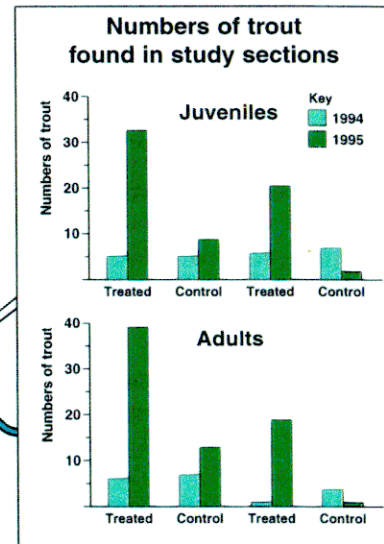 Numbers of trout
found in study sections
Juveniles
Key
1994
1995
Numbers of trout
40
30
20
10
Treated Control Treated Control
Adults
Numbers of trout
40
30
20
10
Treated Control Treated Control